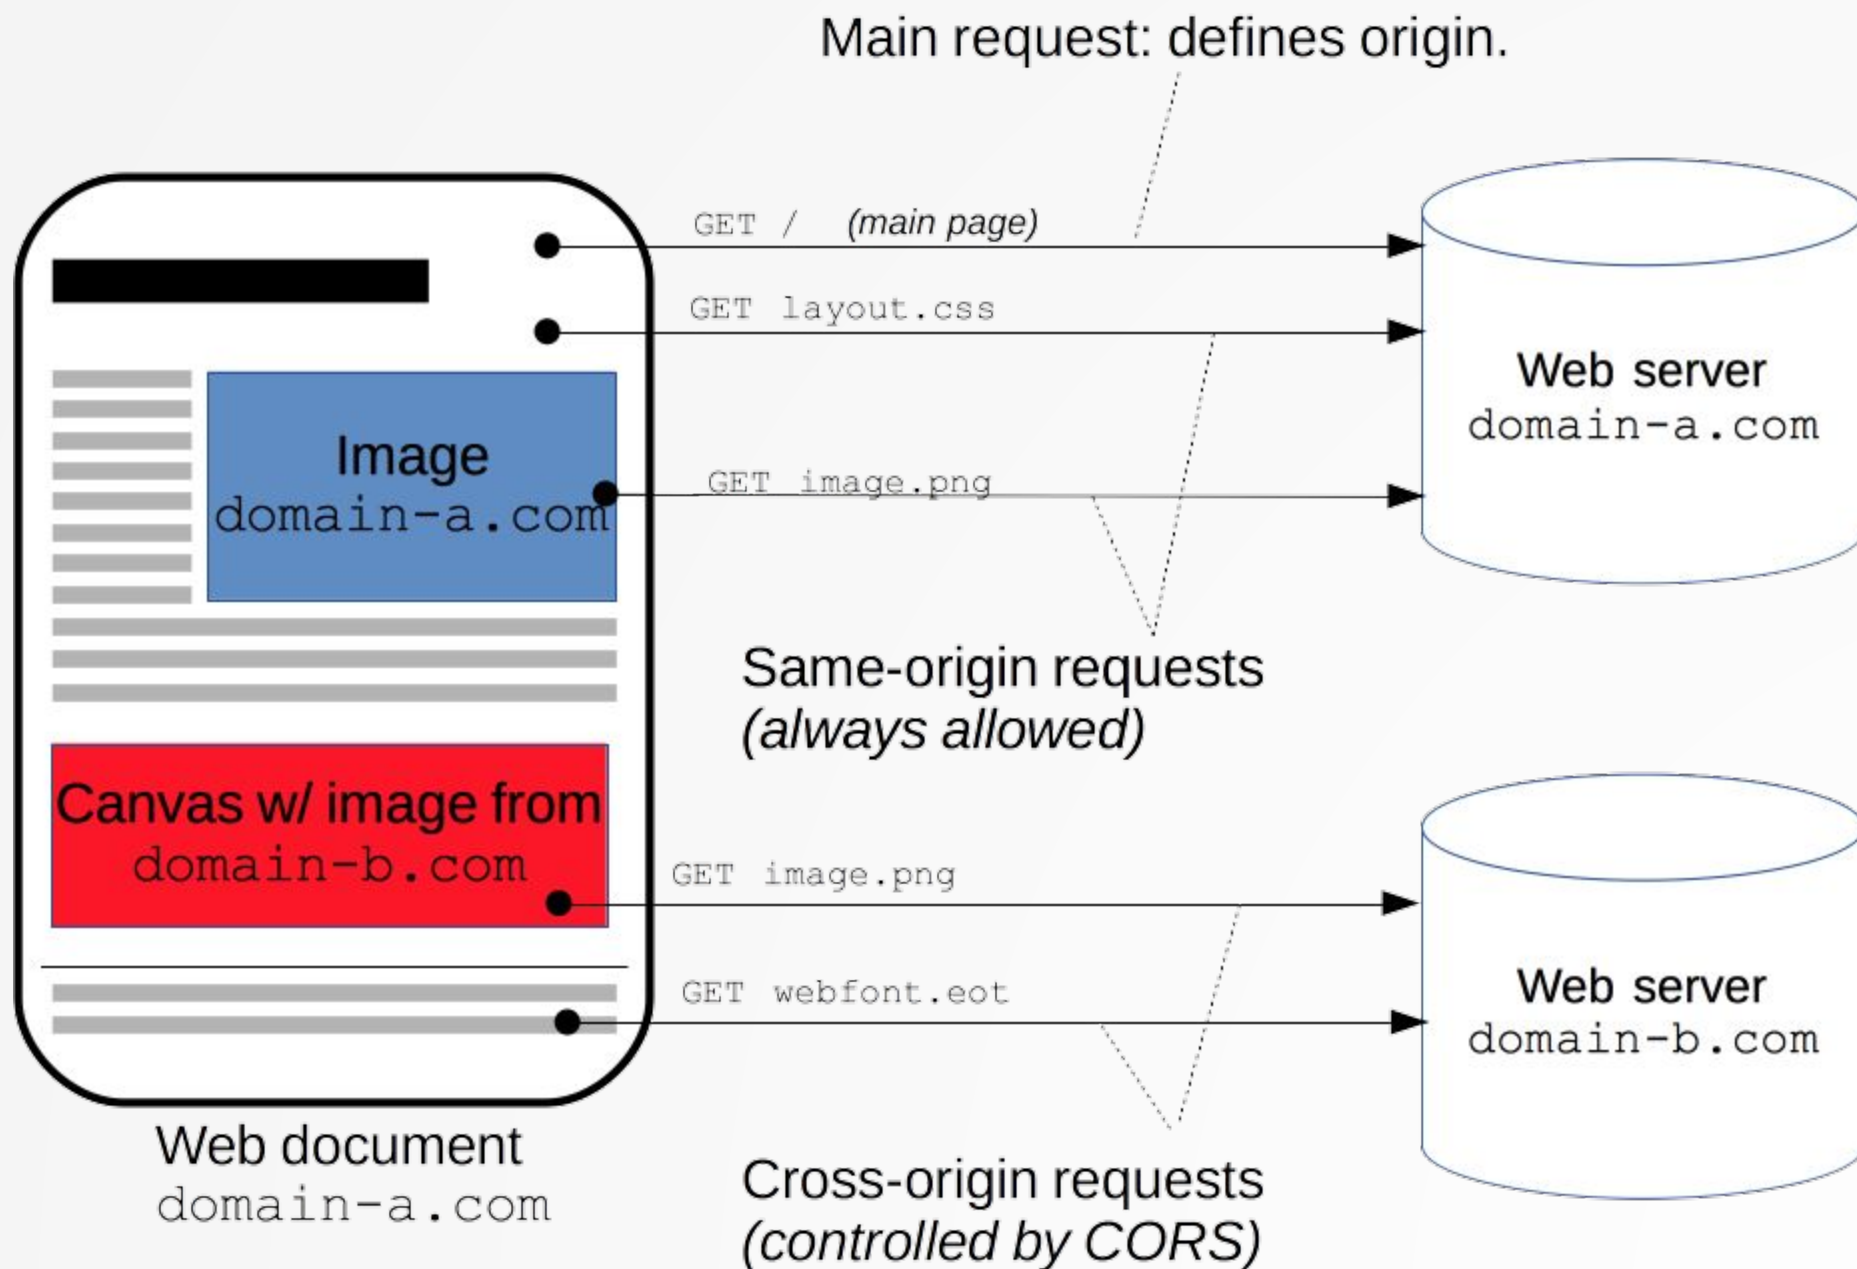 Main request: defines origin.
GET / (main page)
GET layout.css
Image
domain-a.com
GET image.png
Web server
domain-a.com
Same-origin requests
(always allowed)
Canvas w/ image from
domain-b.com
GET image.png
GET webfont.eot
Web server
domain-b.com
Web document
domain-a.com
Cross-origin requests
(controlled by CORS)